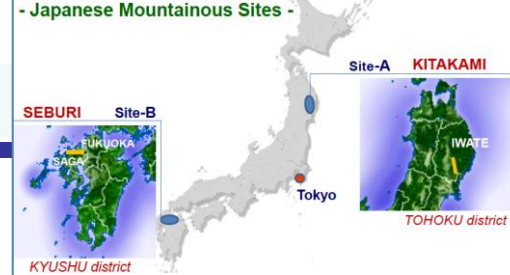 - Japanese Mountainous Sites -
Site-A KITAKAMI
SEBURI Site-B
FUKUOKA
SAGA
IWATE
Tokyo
TOHOKU district
KYUSHU district